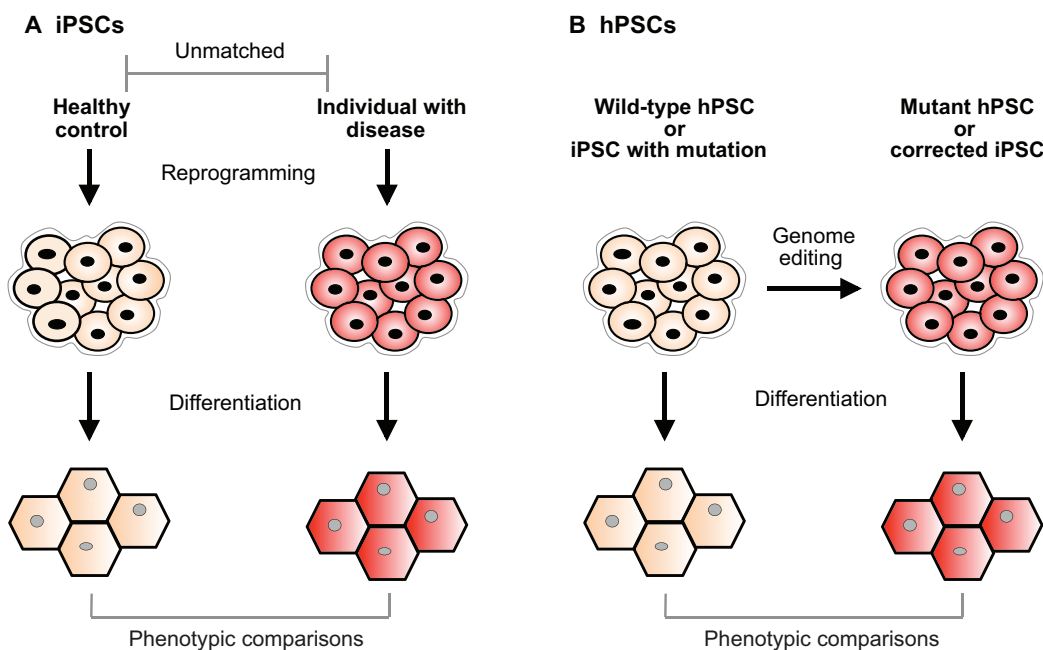 A iPSCs
Unmatched
Healthy
control
Individual with
disease
Reprogramming
Differentiation
Phenotypic comparisons
B hPSCs
Wild-type hPSC
or
iPSC with mutation
Mutant hPSC
or
corrected iPSC
Genome
editing
Differentiation
Phenotypic comparisons